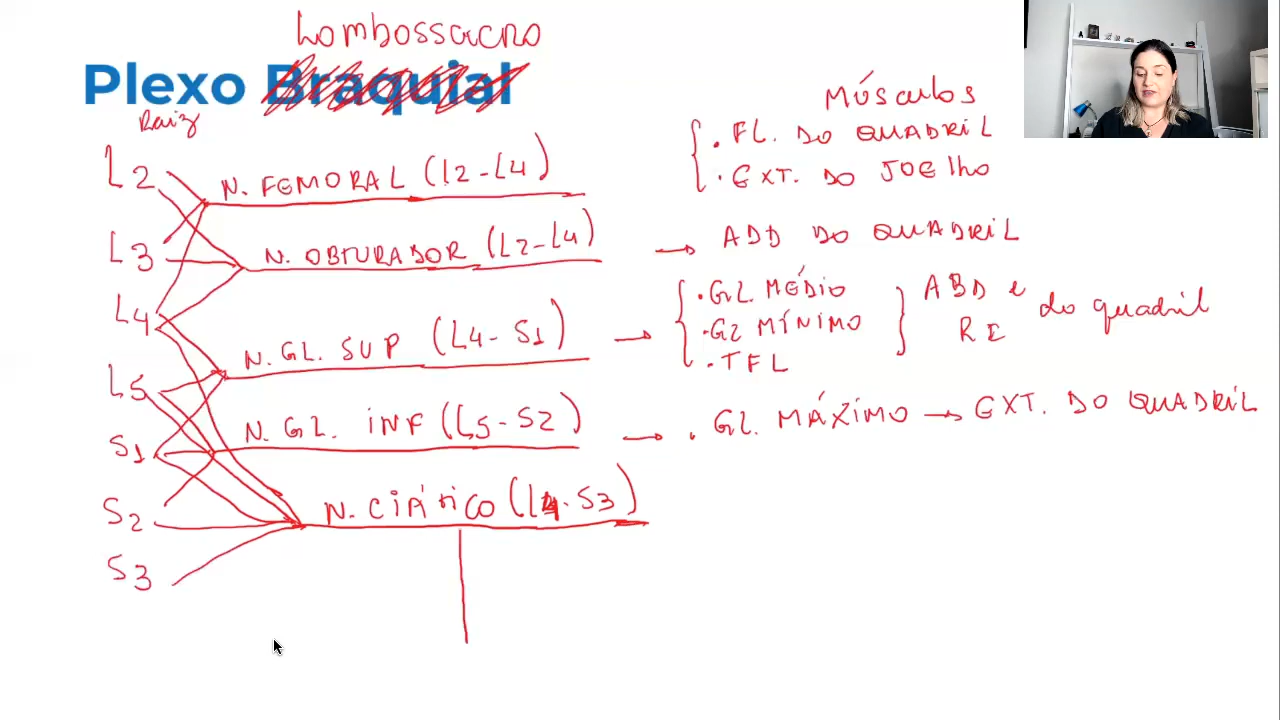 Lombossacro
Plexo Braquial
Raiz
Músculos
L2
N. FEMORAL (L2-L4)
. FL. DO QUADRIL
. EXT. DO JOELHO
L3
N. OBTURADOR (L2-L4)
→ ADD DO QUADRIL
L4
N. GL. SUP (L4-S1)
→ . GL MÉDIO
. GL MÍNIMO
. TFL
ABD e
RI
do quadril
L5
N. GL. INF (L5-S2)
→ . GL. MÁXIMO → EXT. DO QUADRIL
S1
S2
N. CIÁTICO (L4-S3)
S3